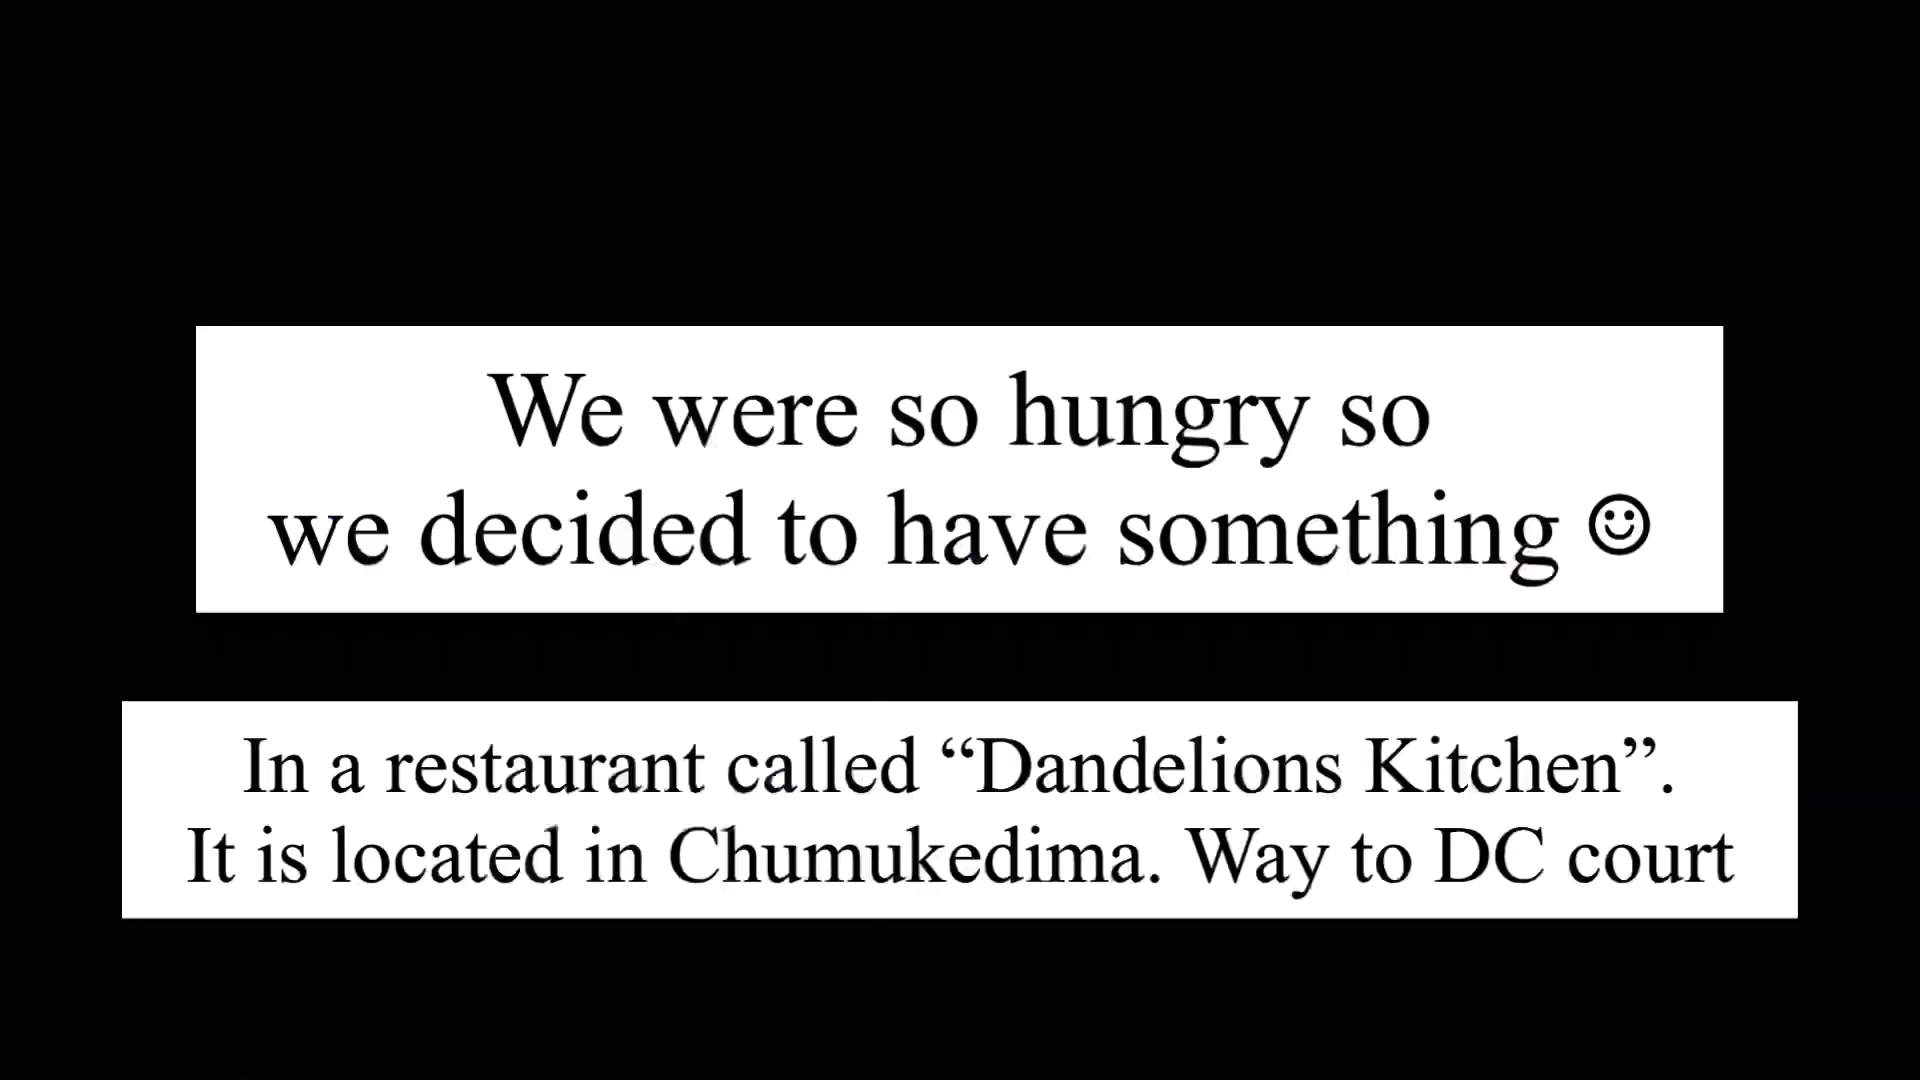 We were so hungry so
we decided to have something ☺
In a restaurant called “Dandelions Kitchen”.
It is located in Chumukedima. Way to DC court